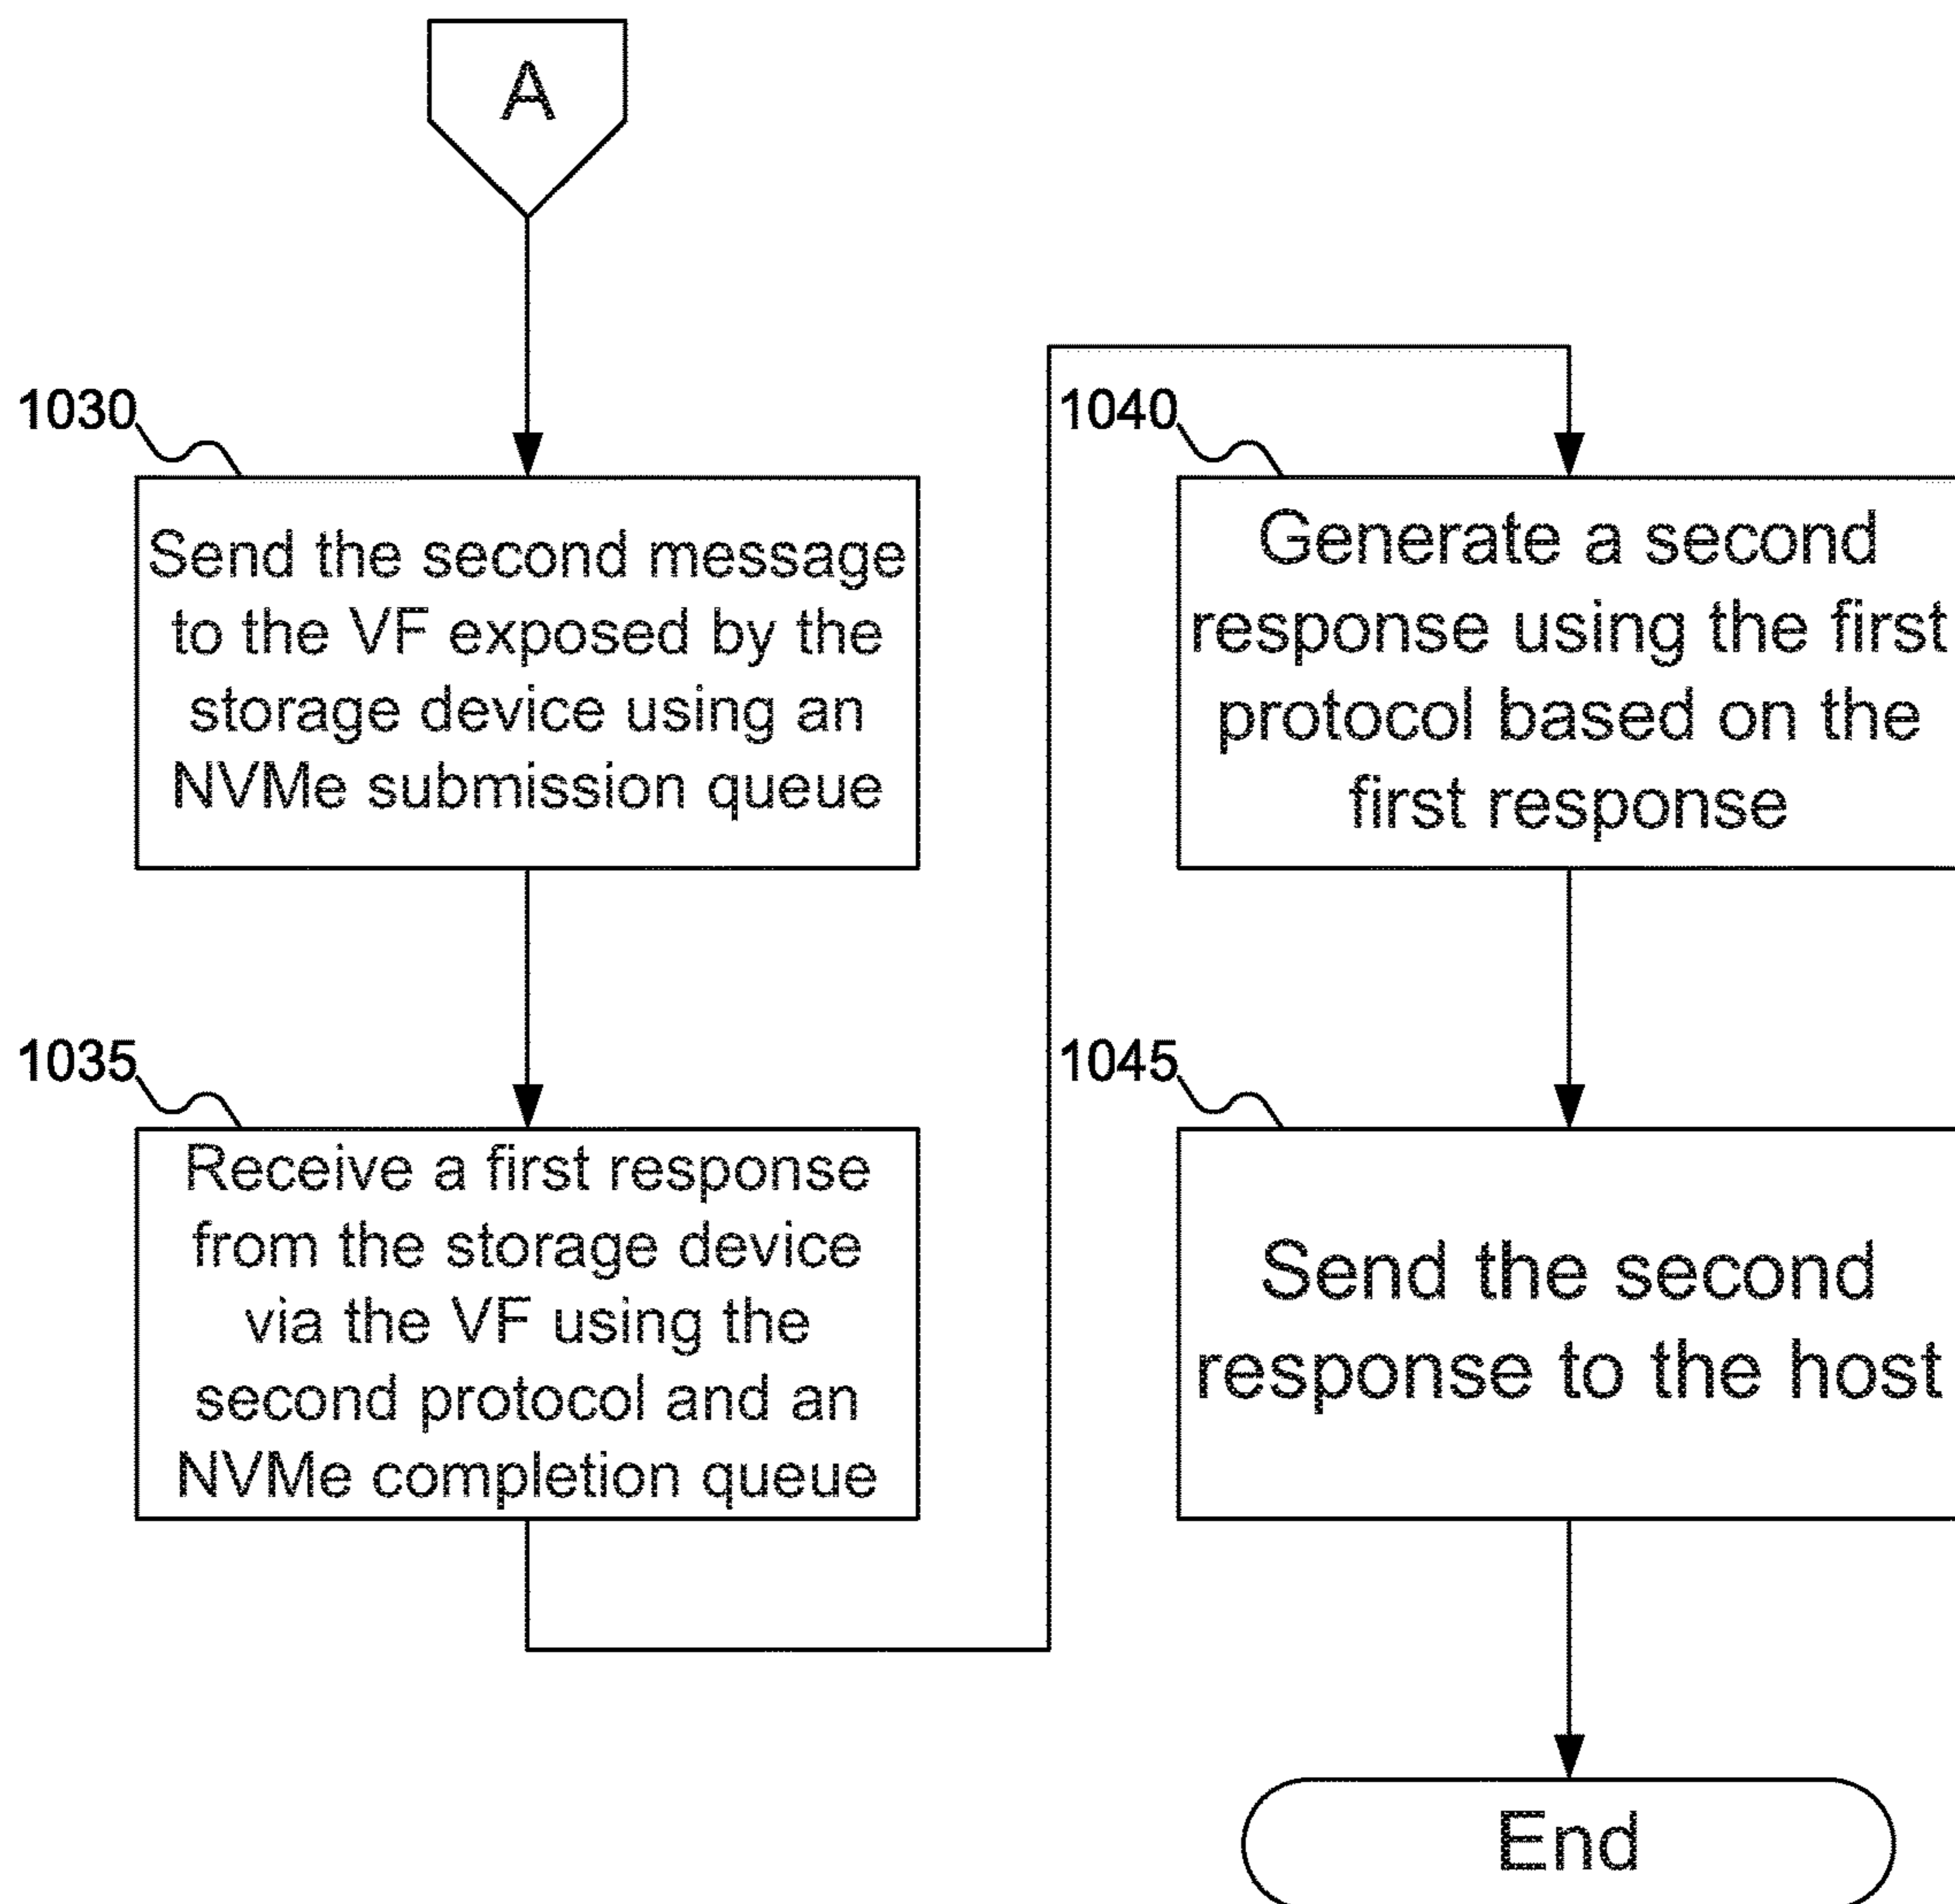 A
1030
Send the second message
to the VF exposed by the
storage device using an
NVMe submission queue
1035
Receive a first response
from the storage device
via the VF using the
second protocol and an
NVMe completion queue
1040
Generate a second
response using the first
protocol based on the
first response
1045
Send the second
response to the host
End